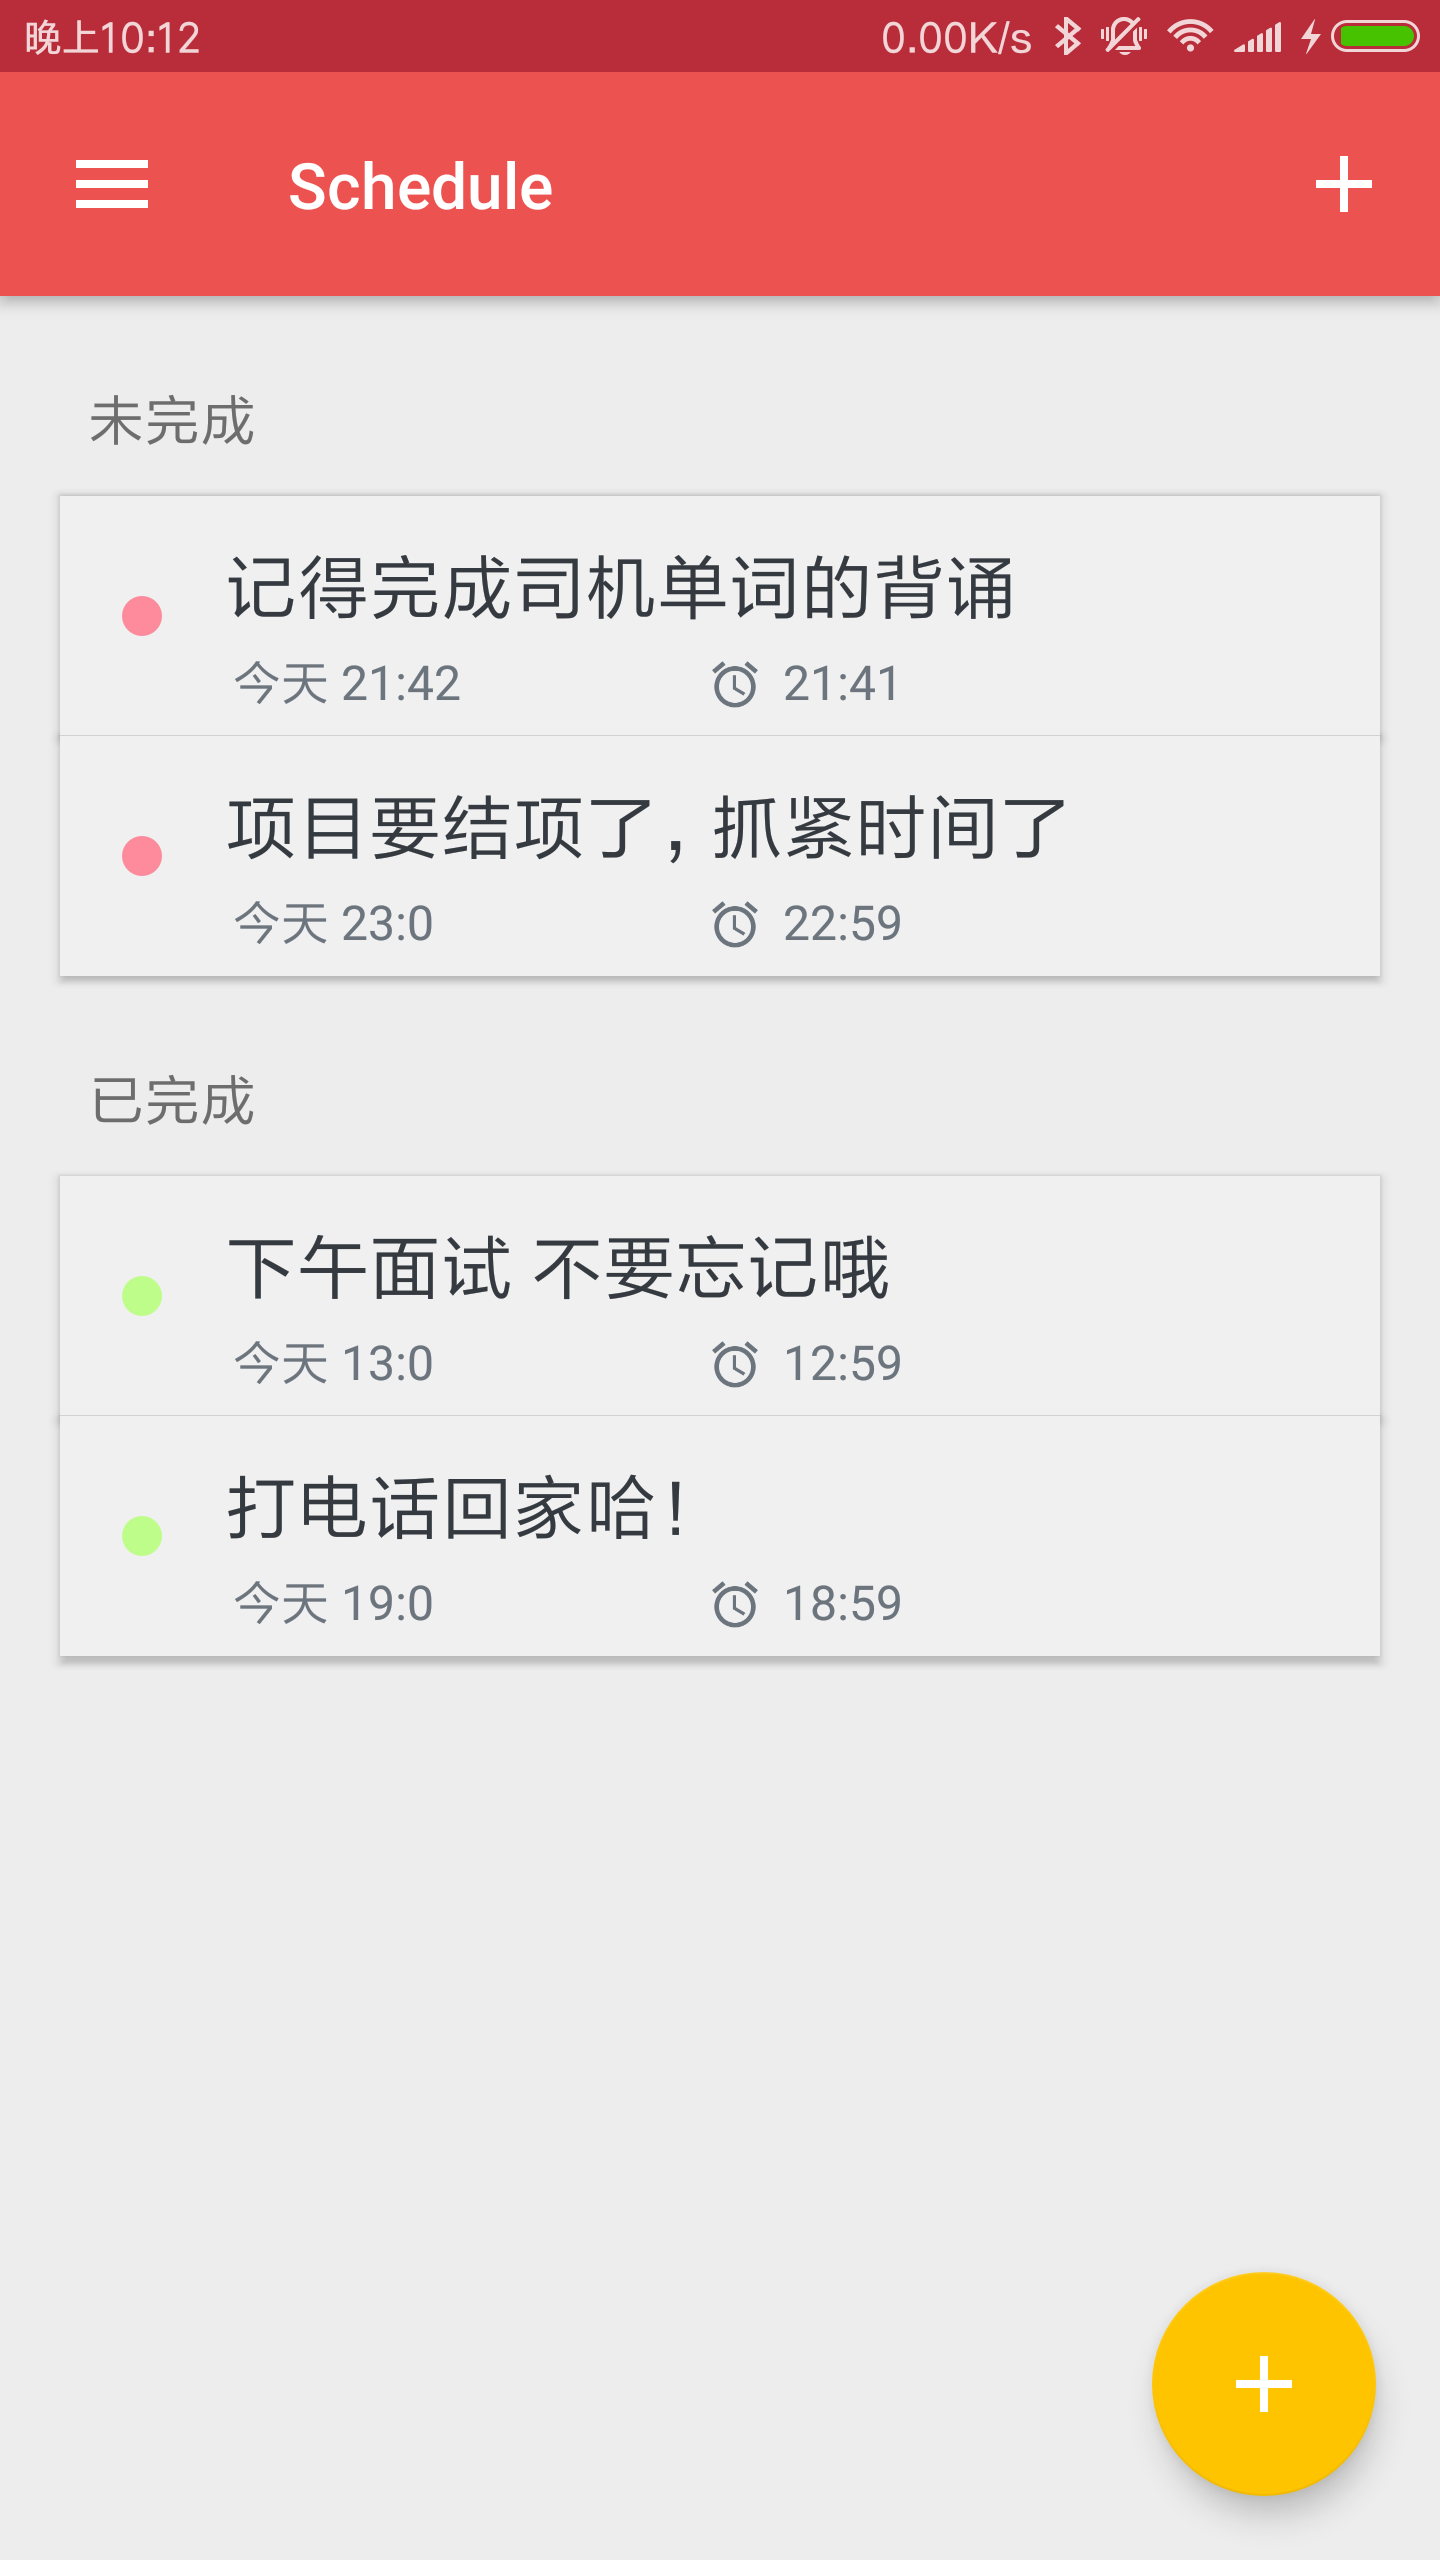 晚上10:12 0.00K/s
Schedule
未完成
记得完成司机单词的背诵
今天 21:42 21:41
项目要结项了，抓紧时间了
今天 23:0 22:59
已完成
下午面试 不要忘记哦
今天 13:0 12:59
打电话回家哈！
今天 19:0 18:59